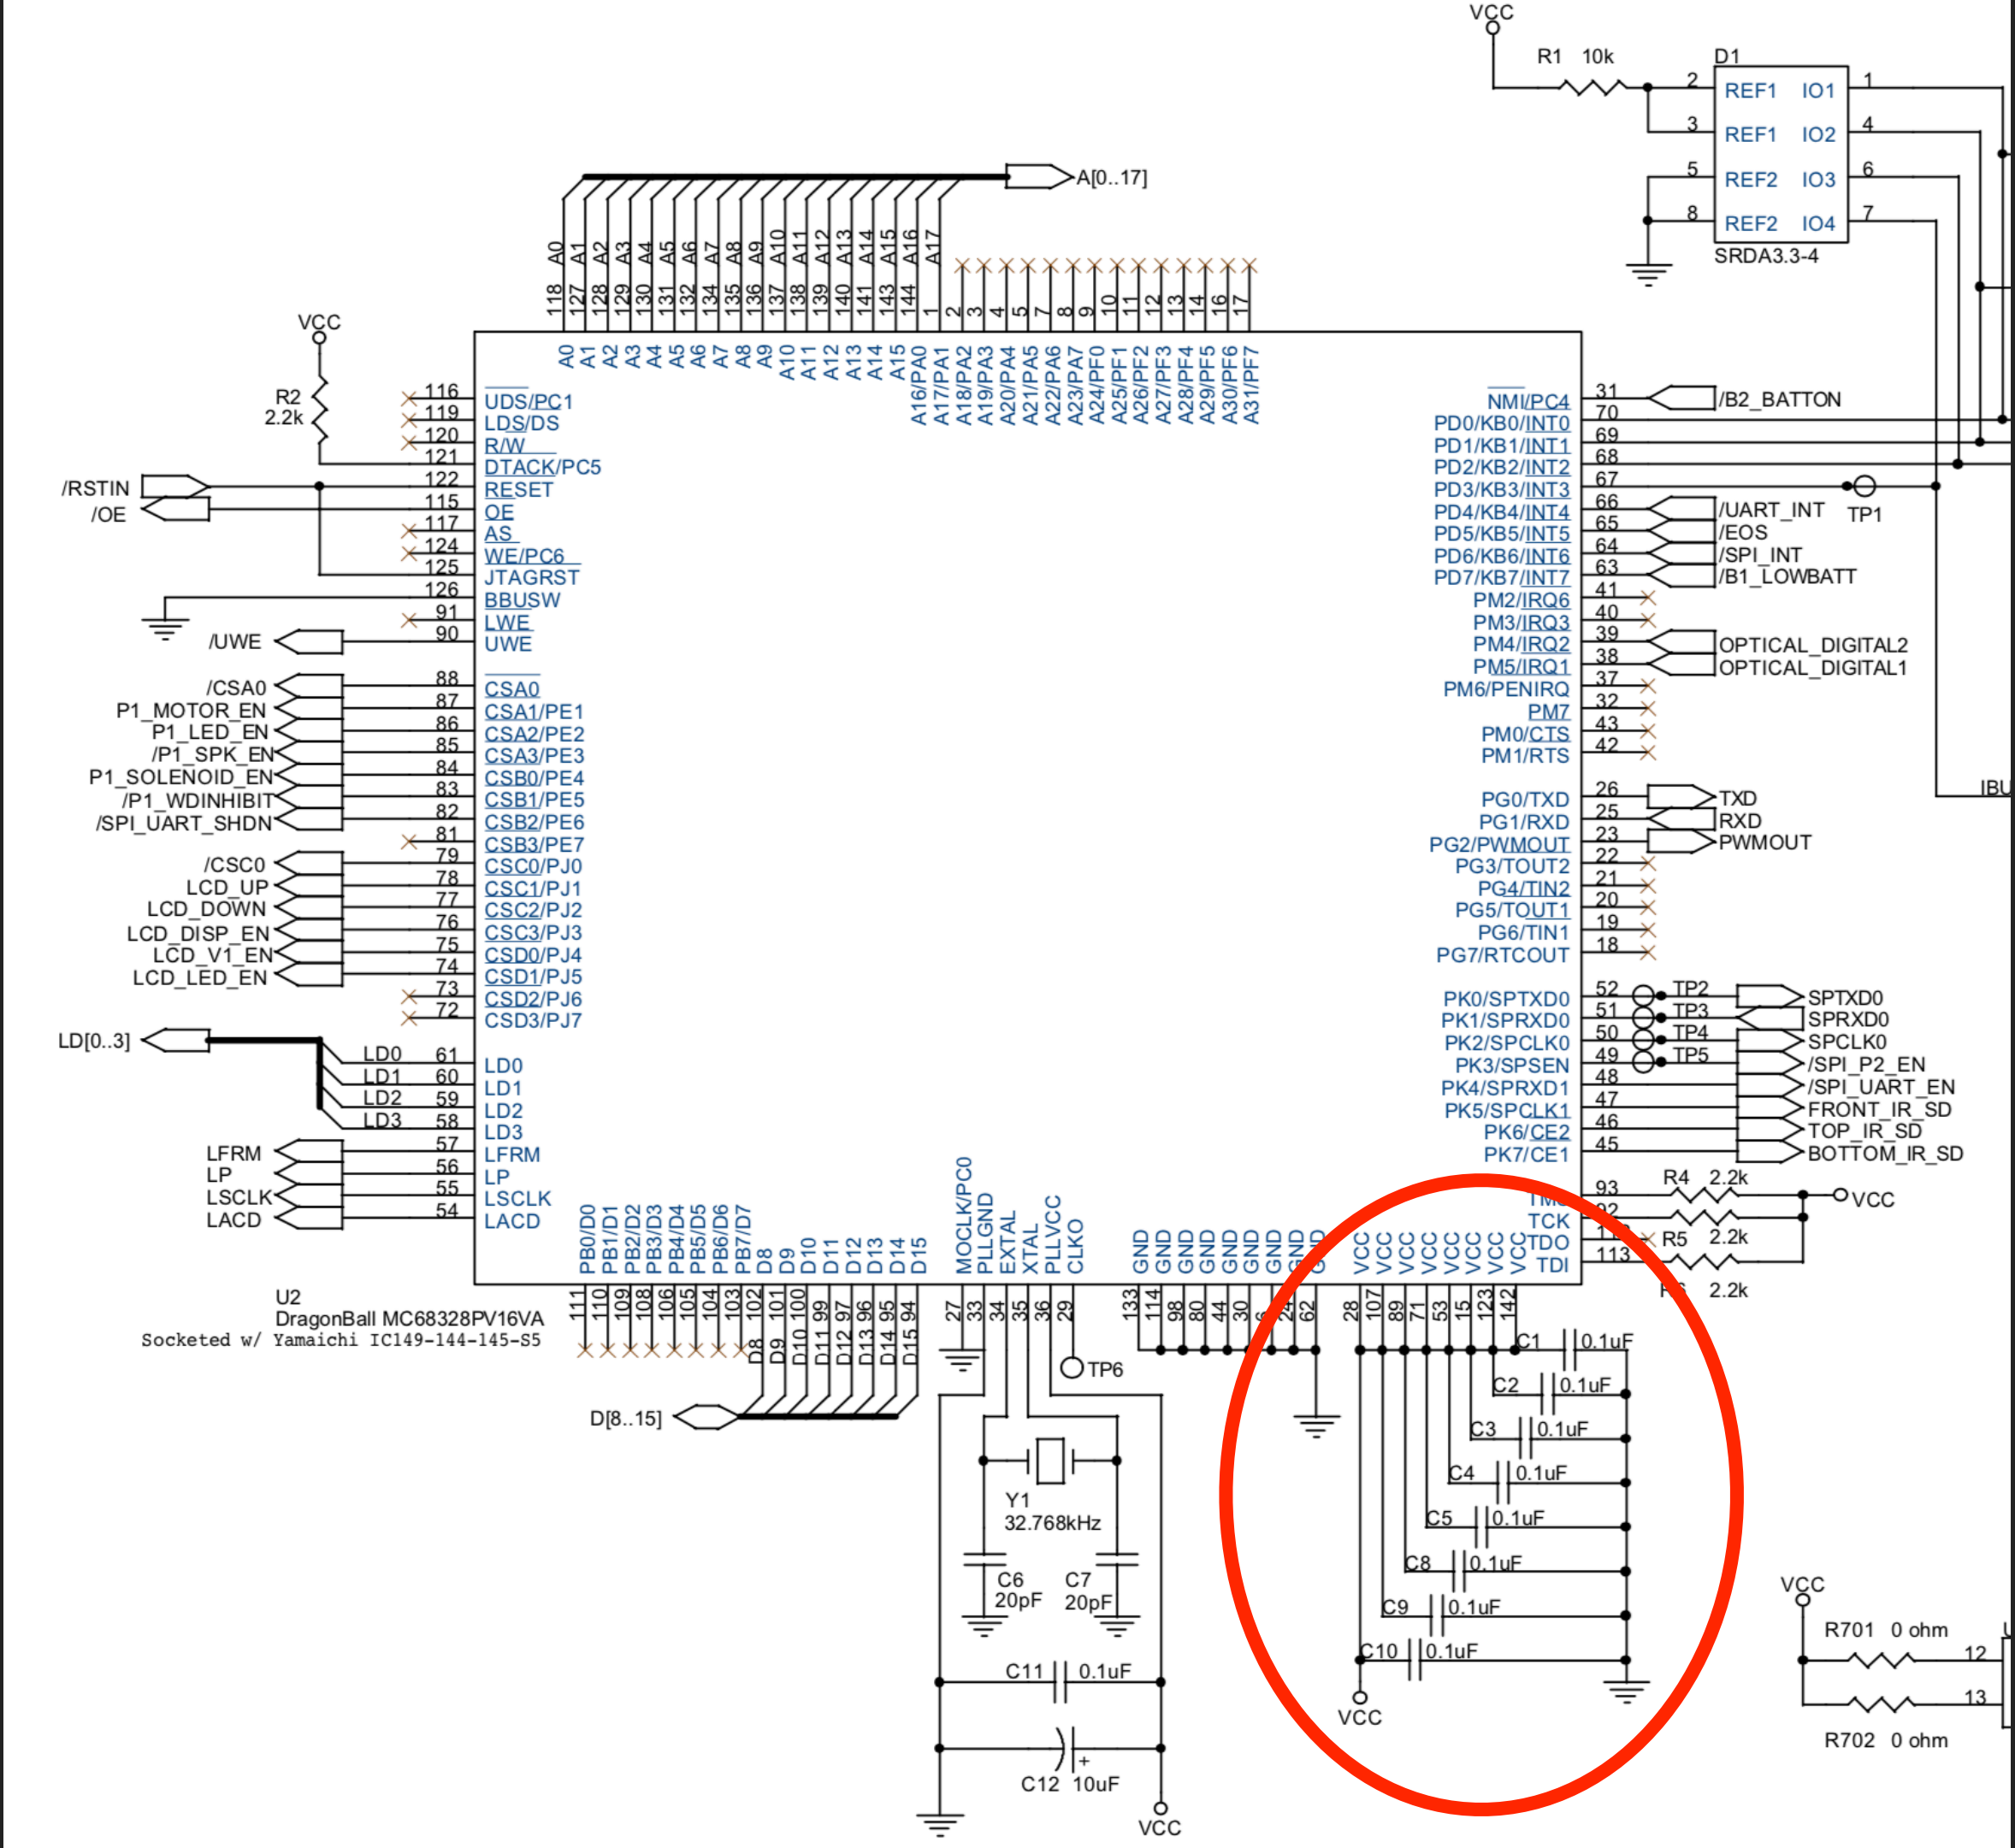 VCC
R1 10k
D1
2 REF1 IO1 1
3 REF1 IO2 4
5 REF2 IO3 6
8 REF2 IO4 7
SRDA3.3-4
A[0..17]
A0 A1 A2 A3 A4 A5 A6 A7 A8 A9 A10 A11 A12 A13 A14 A15 A16 A17
118 127 128 129 130 131 132 134 135 136 137 138 139 140 141 143 144 1 2 3 4 5 7 8 9 10 11 12 13 14 16 17
A0 A1 A2 A3 A4 A5 A6 A7 A8 A9 A10 A11 A12 A13 A14 A15 A16/PA0 A17/PA1 A18/PA2 A19/PA3 A20/PA4 A21/PA5 A22/PA6 A23/PA7 A24/PF0 A25/PF1 A26/PF2 A27/PF3 A28/PF4 A29/PF5 A30/PF6 A31/PF7
VCC
R2
2.2k
116 UDS/PC1
119 LDS/DS
120 R/W
121 DTACK/PC5
/RSTIN 122 RESET
/OE 115 OE
117 AS
124 WE/PC6
125 JTAGRST
126 BBUSW
91 LWE
/UWE 90 UWE
/CSA0 88 CSA0
P1_MOTOR_EN 87 CSA1/PE1
P1_LED_EN 86 CSA2/PE2
/P1_SPK_EN 85 CSA3/PE3
P1_SOLENOID_EN 84 CSB0/PE4
/P1_WDINHIBIT 83 CSB1/PE5
/SPI_UART_SHDN 82 CSB2/PE6
81 CSB3/PE7
/CSC0 79 CSC0/PJ0
LCD_UP 78 CSC1/PJ1
LCD_DOWN 77 CSC2/PJ2
LCD_DISP_EN 76 CSC3/PJ3
LCD_V1_EN 75 CSD0/PJ4
LCD_LED_EN 74 CSD1/PJ5
73 CSD2/PJ6
72 CSD3/PJ7
LD[0..3]
LD0 61 LD0
LD1 60 LD1
LD2 59 LD2
LD3 58 LD3
LFRM 57 LFRM
LP 56 LP
LSCLK 55 LSCLK
LACD 54 LACD
NMI/PC4 31 /B2_BATTON
PD0/KB0/INT0 70
PD1/KB1/INT1 69
PD2/KB2/INT2 68
PD3/KB3/INT3 67 TP1
PD4/KB4/INT4 66 /UART_INT
PD5/KB5/INT5 65 /EOS
PD6/KB6/INT6 64 /SPI_INT
PD7/KB7/INT7 63 /B1_LOWBATT
PM2/IRQ6 41
PM3/IRQ3 40
PM4/IRQ2 39 OPTICAL_DIGITAL2
PM5/IRQ1 38 OPTICAL_DIGITAL1
PM6/PENIRQ 37
PM7 32
PM0/CTS 43
PM1/RTS 42
IBU
PG0/TXD 26 TXD
PG1/RXD 25 RXD
PG2/PWMOUT 23 PWMOUT
PG3/TOUT2 22
PG4/TIN2 21
PG5/TOUT1 20
PG6/TIN1 19
PG7/RTCOUT 18
PK0/SPTXD0 52 TP2 SPTXD0
PK1/SPRXD0 51 TP3 SPRXD0
PK2/SPCLK0 50 TP4 SPCLK0
PK3/SPSEN 49 TP5 /SPI_P2_EN
PK4/SPRXD1 48 /SPI_UART_EN
PK5/SPCLK1 47 FRONT_IR_SD
PK6/CE2 46 TOP_IR_SD
PK7/CE1 45 BOTTOM_IR_SD
93 R4 2.2k VCC
TCK 92
TDO R5 2.2k
TDI 113
2.2k
PB0/D0 PB1/D1 PB2/D2 PB3/D3 PB4/D4 PB5/D5 PB6/D6 PB7/D7 D8 D9 D10 D11 D12 D13 D14 D15 MOCLK/PC0 PLLGND EXTAL XTAL PLLVCC CLKO GND GND GND GND GND GND GND GND GND VCC VCC VCC VCC VCC VCC VCC VCC
111 110 109 108 106 105 104 103 102 101 100 99 97 96 95 94 27 33 34 35 36 29 133 114 98 80 44 30 62 28 107 89 71 53 15 123 142
D8 D9 D10 D11 D12 D13 D14 D15
U2
DragonBall MC68328PV16VA
Socketed w/ Yamaichi IC149-144-145-S5
D[8..15]
TP6
Y1
32.768kHz
C6
20pF
C7
20pF
C11 0.1uF
+
C12 10uF
VCC
C1 0.1uF
C2 0.1uF
C3 0.1uF
C4 0.1uF
C5 0.1uF
C8 0.1uF
C9 0.1uF
C10 0.1uF
VCC
VCC
R701 0 ohm
12
13
R702 0 ohm